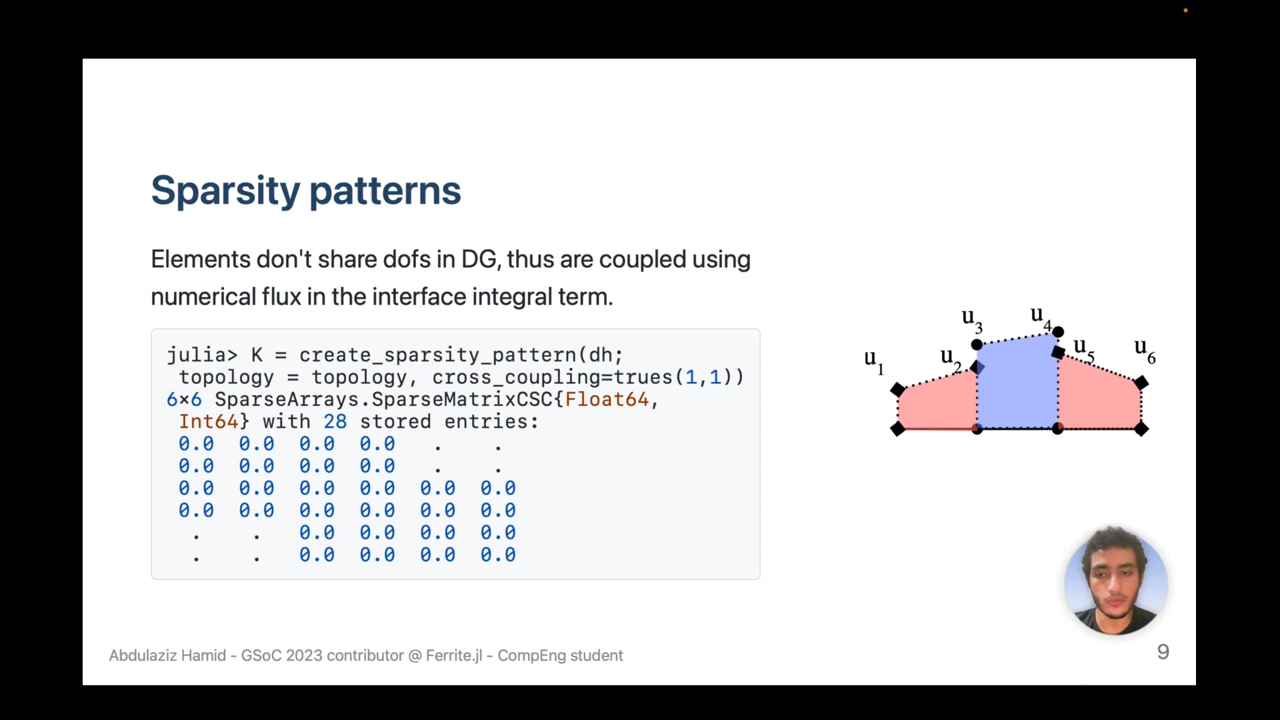 Sparsity patterns
Elements don't share dofs in DG, thus are coupled using
numerical flux in the interface integral term.
julia> K = create_sparsity_pattern(dh;
topology = topology, cross_coupling=trues(1,1))
6×6 SparseArrays.SparseMatrixCSC{Float64,
Int64} with 28 stored entries:
0.0 0.0 0.0 0.0 . .
0.0 0.0 0.0 0.0 . .
0.0 0.0 0.0 0.0 0.0 0.0
0.0 0.0 0.0 0.0 0.0 0.0
. . 0.0 0.0 0.0 0.0
. . 0.0 0.0 0.0 0.0
u1 u2 u3 u4 u5 u6
Abdulaziz Hamid - GSoC 2023 contributor @ Ferrite.jl - CompEng student
9